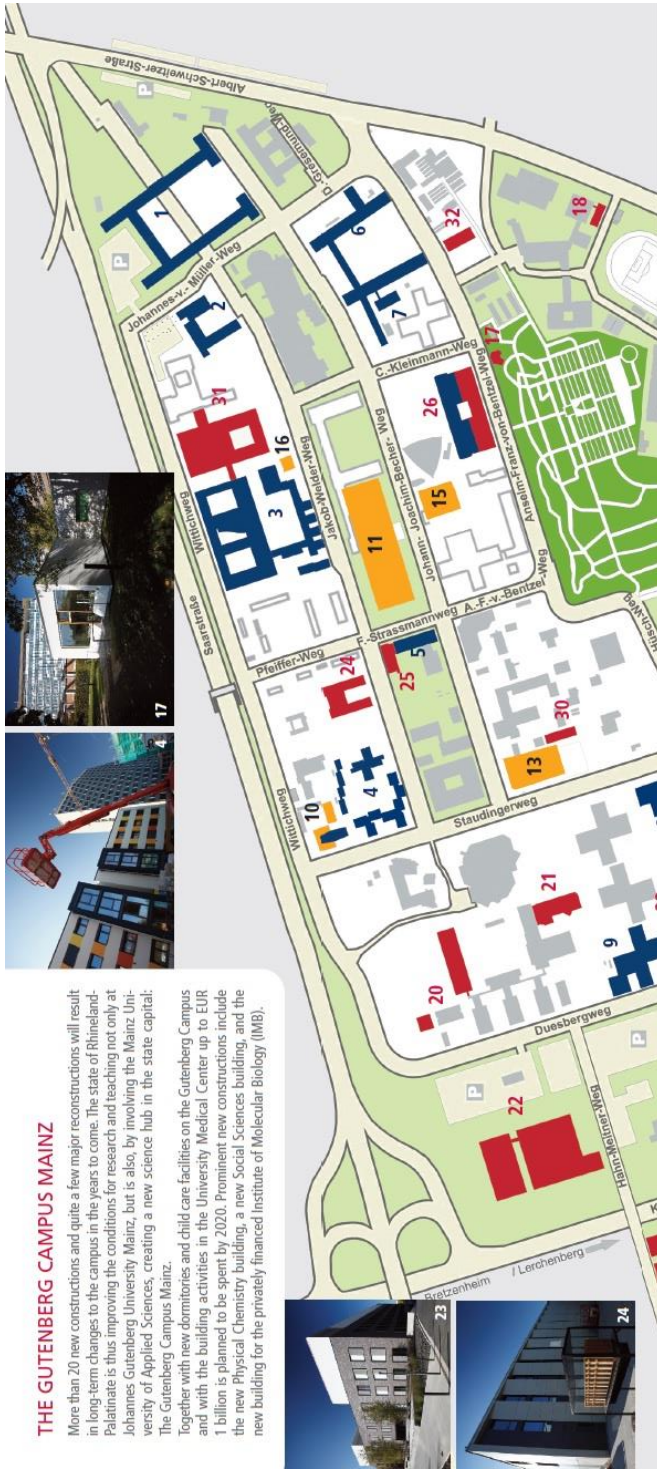 THE GUTENBERG CAMPUS MAINZ
More than 20 new constructions and quite a few major reconstructions will result
in long-term changes to the campus in the years to come. The state of Rhineland-
Palatinate is thus improving the conditions for research and teaching not only at
Johannes Gutenberg University Mainz, but is also, by involving the Mainz Uni-
versity of Applied Sciences, creating a new science hub in the state capital:
The Gutenberg Campus Mainz.
Together with new dormitories and child care facilities on the Gutenberg Campus
and with the building activities in the University Medical Center up to EUR
1 billion is planned to be spent by 2020. Prominent new constructions include
the new Physical Chemistry building, a new Social Sciences building, and the
new building for the privately financed Institute of Molecular Biology (IMB).
4
17
23
24
Bretzenheim
/ Lerchenberg
Saarstraße
Wittichweg
Wittichweg
Albert-Schweitzer-Straße
P
P
P
P
Johannes-v.-Müller-Weg
D.-Gresemund-Weg
Jakob-Welder-Weg
Pfeiffer-Weg
F.-Strassmannweg
Johann-Joachim-Becher-Weg
C.-Kleinmann-Weg
Anselm-Franz-von-Bentzel-Weg
A.-F.-v.-Bentzel-Weg
Staudingerweg
Duesbergweg
Hahn-Meitner-Weg
Hüsch-Weg
K
1
2
3
4
5
6
7
9
10
11
13
15
16
17
18
20
21
22
24
25
26
30
31
32